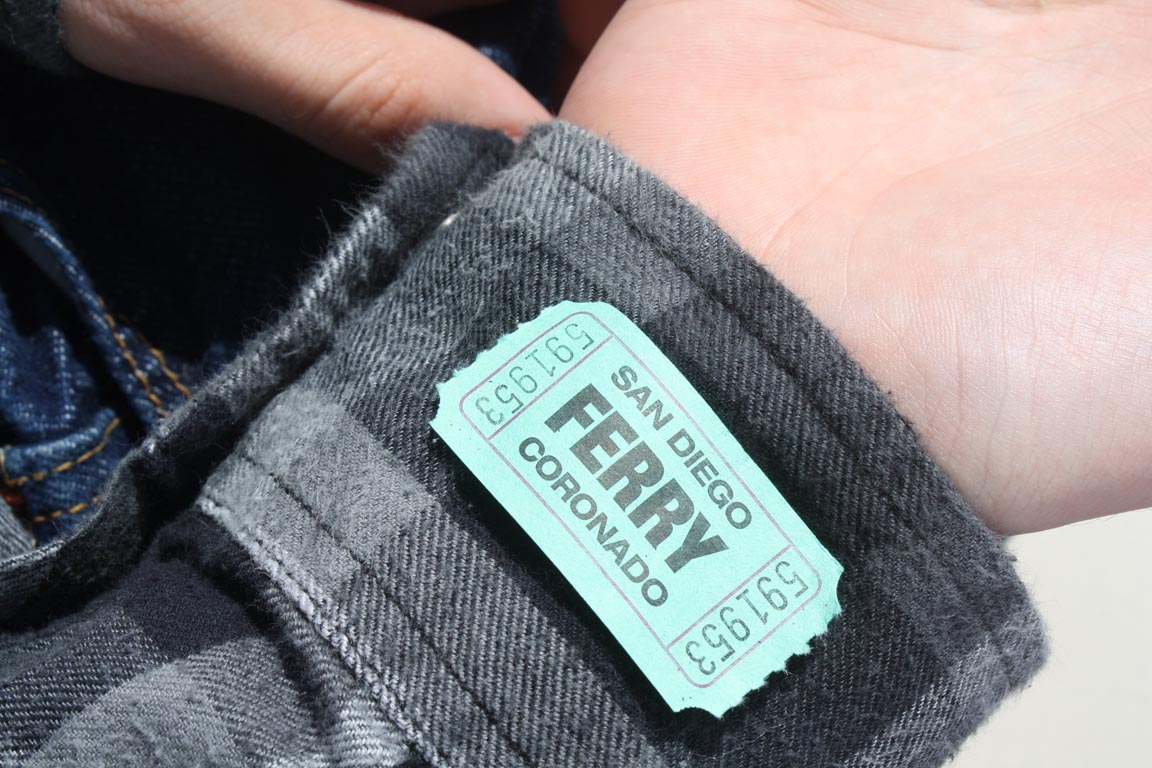 591953
SAN DIEGO
FERRY
CORONADO
591953